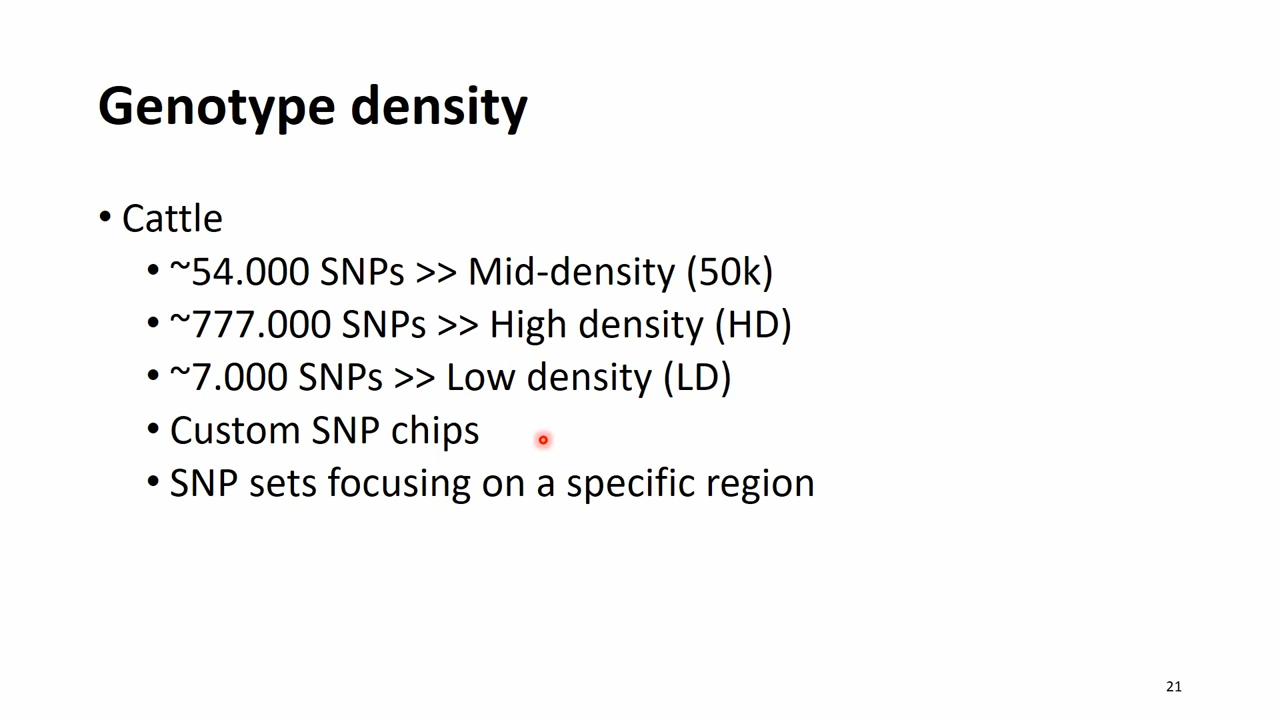 Genotype density
• Cattle
• ~54.000 SNPs >> Mid-density (50k)
• ~777.000 SNPs >> High density (HD)
• ~7.000 SNPs >> Low density (LD)
• Custom SNP chips
• SNP sets focusing on a specific region
21